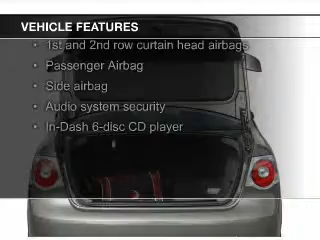 VEHICLE FEATURES
• 1st and 2nd row curtain head airbags
• Passenger Airbag
• Side airbag
• Audio system security
• In-Dash 6-disc CD player